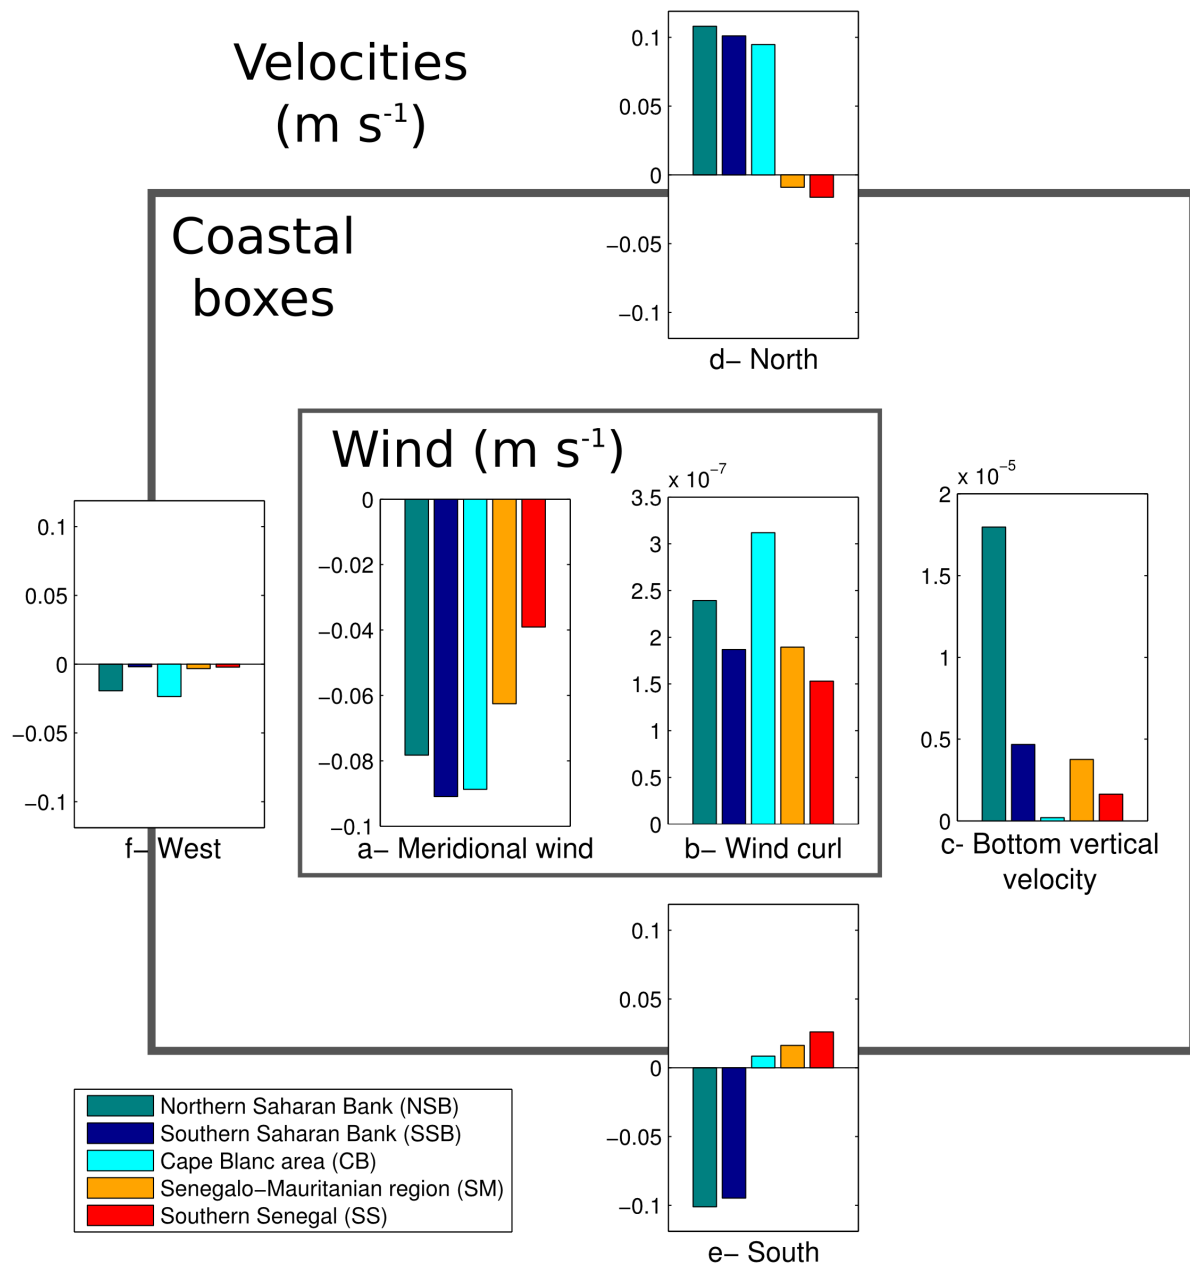 Velocities
(m s-1)
0.1
0.05
0
−0.05
−0.1
d− North
Coastal
boxes
Wind (m s-1)
0.1
0.05
0
−0.05
−0.1
f− West
0
−0.02
−0.04
−0.06
−0.08
−0.1
a− Meridional wind
x 10−7
3.5
3
2.5
2
1.5
1
0.5
0
b− Wind curl
x 10−5
2
1.5
1
0.5
0
c- Bottom vertical
velocity
0.1
0.05
0
−0.05
−0.1
e− South
Northern Saharan Bank (NSB)
Southern Saharan Bank (SSB)
Cape Blanc area (CB)
Senegalo−Mauritanian region (SM)
Southern Senegal (SS)